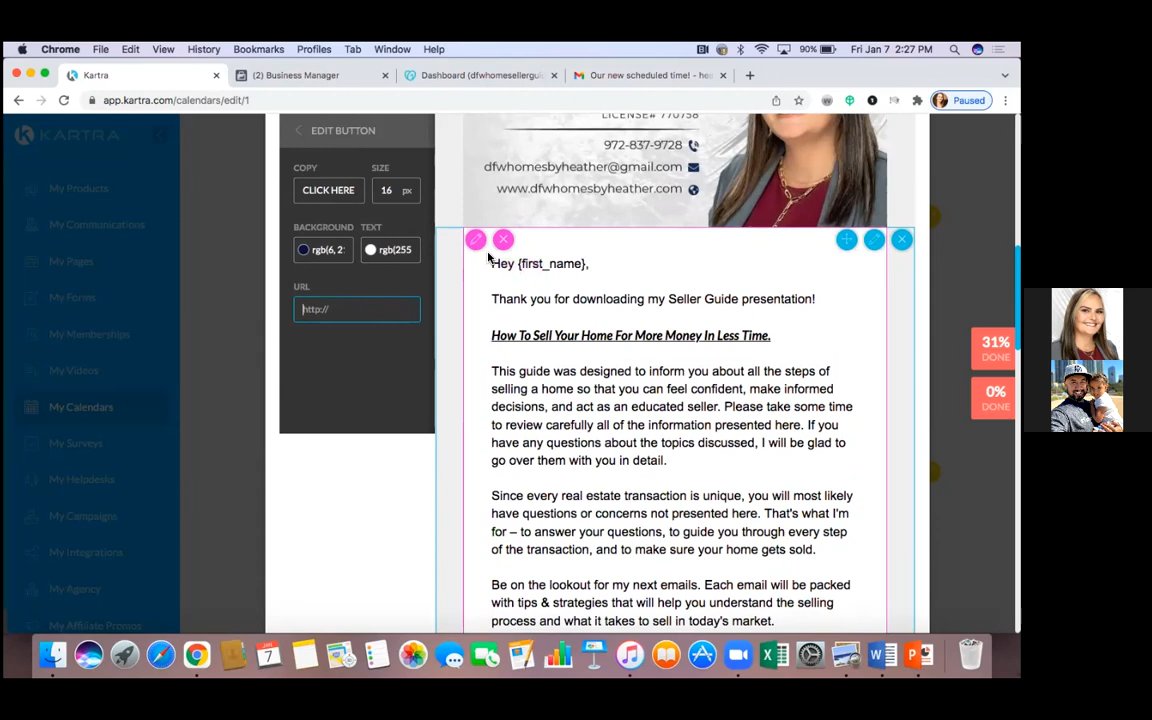 Chrome File Edit View History Bookmarks Profiles Tab Window Help
90% Fri Jan 7 2:27 PM
Kartra
(2) Business Manager
Dashboard (dfwhomesellergui
Our new scheduled time! - hea
app.kartra.com/calendars/edit/1
Paused
KARTRA
My Products
My Communications
My Pages
My Forms
My Memberships
My Videos
My Calendars
My Surveys
My Helpdesks
My Campaigns
My Integrations
My Agency
My Affiliate Promos
EDIT BUTTON
COPY SIZE
CLICK HERE 16 px
BACKGROUND TEXT
rgb(6, 2: rgb(255
URL
http://
LICENSE# 770758
972-837-9728
dfwhomesbyheather@gmail.com
www.dfwhomesbyheather.com
Hey {first_name},
Thank you for downloading my Seller Guide presentation!
How To Sell Your Home For More Money In Less Time.
This guide was designed to inform you about all the steps of
selling a home so that you can feel confident, make informed
decisions, and act as an educated seller. Please take some time
to review carefully all of the information presented here. If you
have any questions about the topics discussed, I will be glad to
go over them with you in detail.
Since every real estate transaction is unique, you will most likely
have questions or concerns not presented here. That's what I'm
for – to answer your questions, to guide you through every step
of the transaction, and to make sure your home gets sold.
Be on the lookout for my next emails. Each email will be packed
with tips & strategies that will help you understand the selling
process and what it takes to sell in today's market.
31%
DONE
0%
DONE